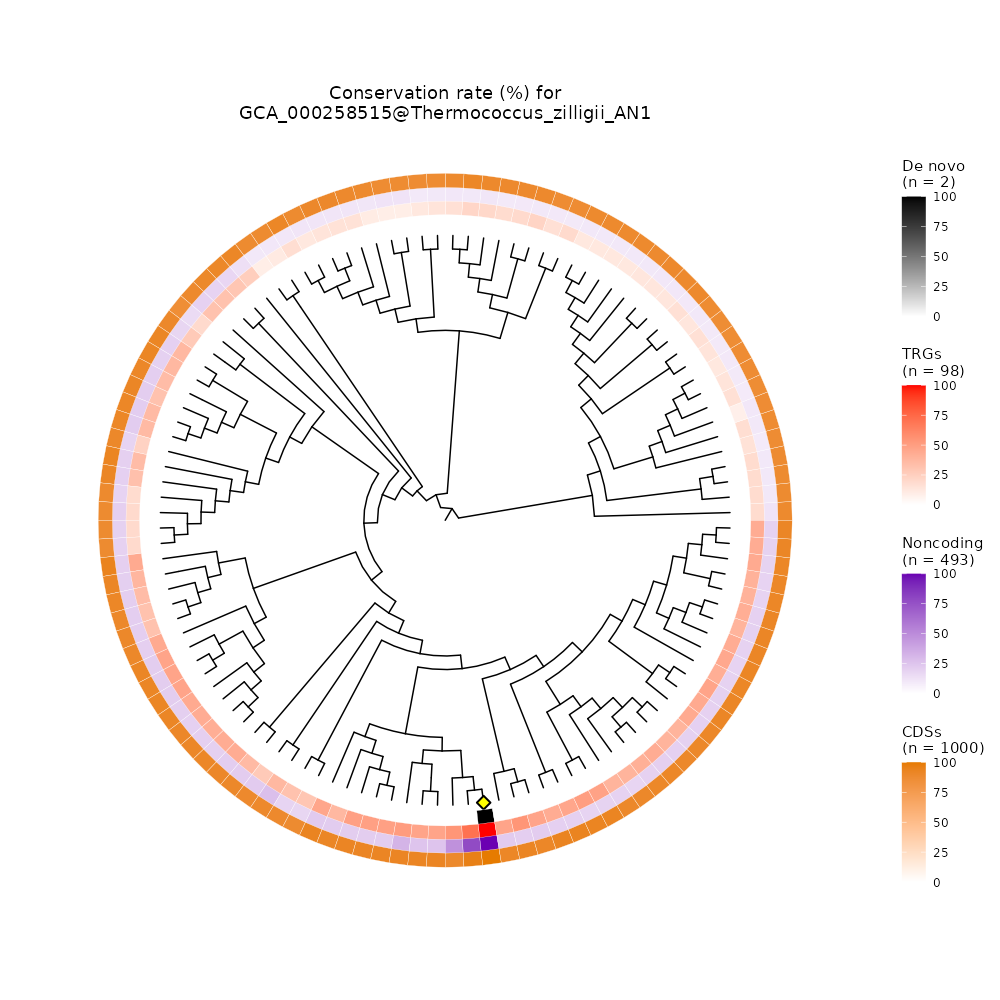 Conservation rate (%) for
GCA_000258515@Thermococcus_zilligii_AN1
De novo
(n = 2)
100
75
50
25
0
TRGs
(n = 98)
100
75
50
25
0
Noncoding
(n = 493)
100
75
50
25
0
CDSs
(n = 1000)
100
75
50
25
0